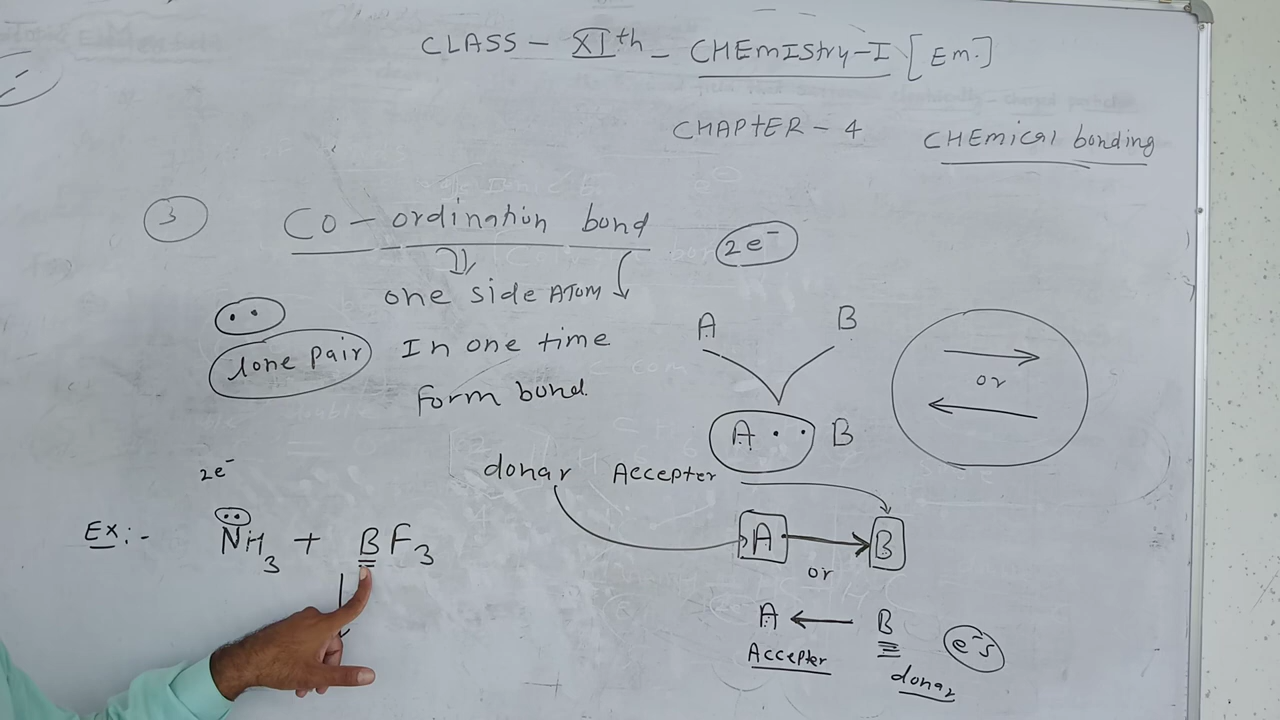 CLASS - XIth - CHEMIStry-I [Em.]
CHAPTER - 4 CHEMICAL bonding
3 Co-ordination bond 2e⁻
one side ATOM
lone pair In one time
form bond.
A B
or
A · · B
donar Accepter
2e⁻
Ex:- NH3 + BF3
A → B
or
A ← B e⁻s
Accepter donar